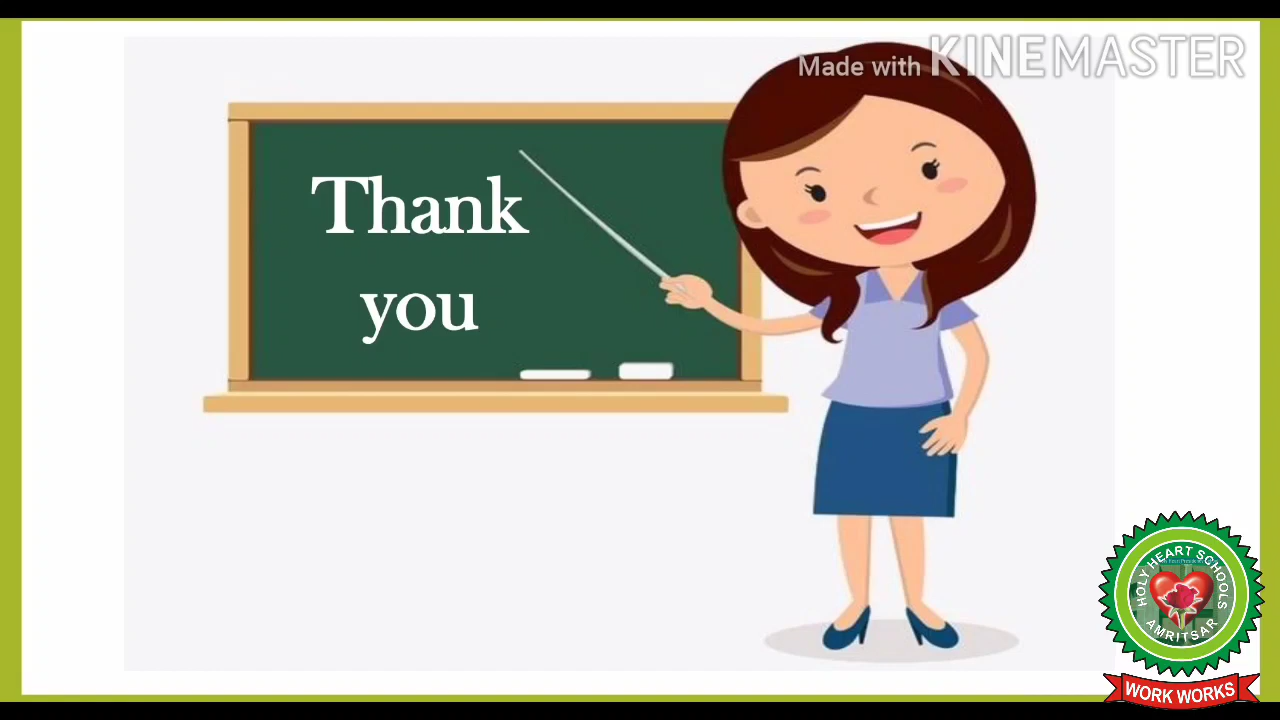 Made with KINEMASTER
Thank
you
HOLY HEART SCHOOLS
AMRITSAR
WORK WORKS